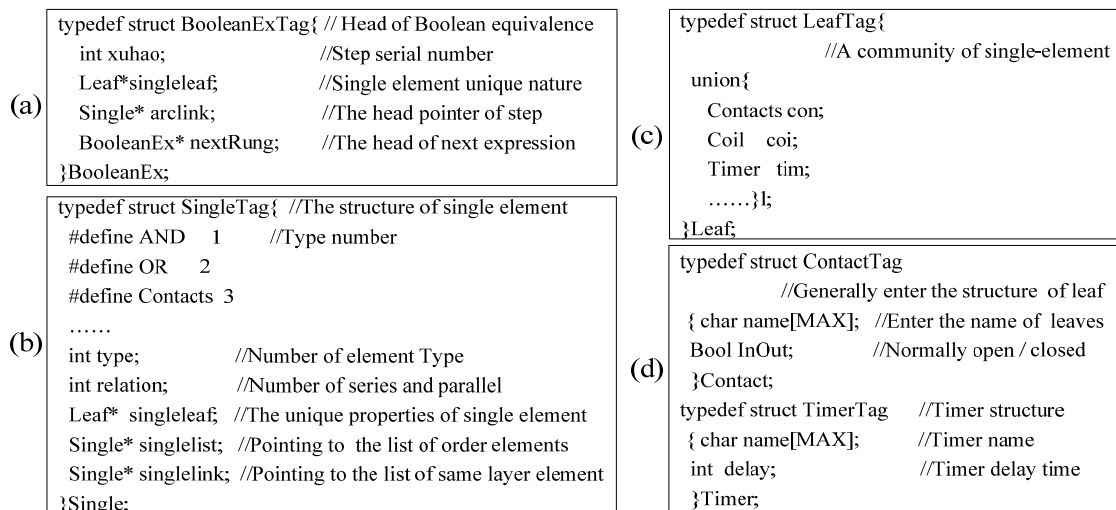 (a)
typedef struct BooleanExTag{ // Head of Boolean equivalence
int xuhao; //Step serial number
Leaf*singleleaf; //Single element unique nature
Single* arclink; //The head pointer of step
BooleanEx* nextRung; //The head of next expression
}BooleanEx;
(b)
typedef struct SingleTag{ //The structure of single element
#define AND 1 //Type number
#define OR 2
#define Contacts 3
……
int type; //Number of element Type
int relation; //Number of series and parallel
Leaf* singleleaf; //The unique properties of single element
Single* singlelist; //Pointing to the list of order elements
Single* singlelink; //Pointing to the list of same layer element
}Single;
(c)
typedef struct LeafTag{
//A community of single-element
union{
Contacts con;
Coil coi;
Timer tim;
……}l;
}Leaf;
(d)
typedef struct ContactTag
//Generally enter the structure of leaf
{ char name[MAX]; //Enter the name of leaves
Bool InOut; //Normally open / closed
}Contact;
typedef struct TimerTag //Timer structure
{ char name[MAX]; //Timer name
int delay; //Timer delay time
}Timer;